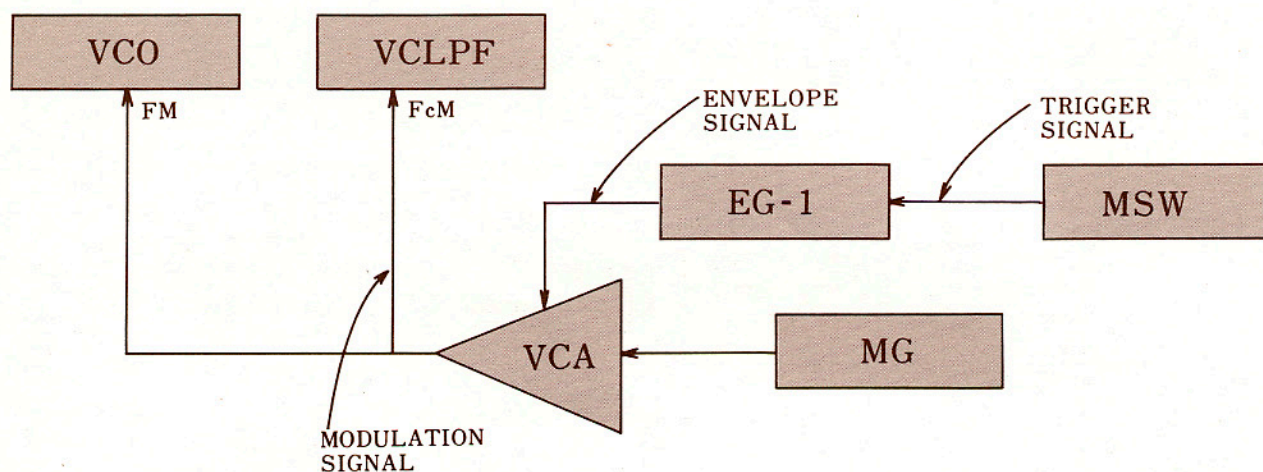 VCO
VCLPF
FM
FcM
ENVELOPE
SIGNAL
TRIGGER
SIGNAL
EG-1
MSW
VCA
MG
MODULATION
SIGNAL